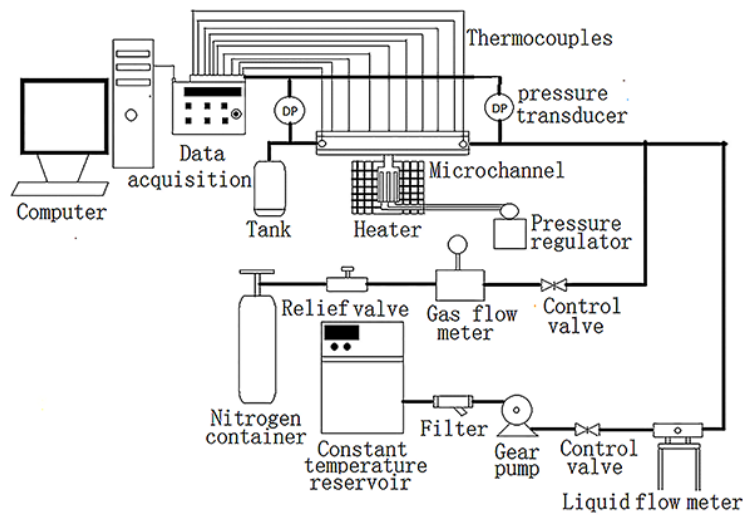 Thermocouples
DP
DP
pressure
transducer
Data
acquisition
Microchannel
Computer
Tank
Heater
Pressure
regulator
Relief valve
Gas flow
meter
Control
valve
Nitrogen
container
Constant
temperature
reservoir
Filter
Gear
pump
Control
valve
Liquid flow meter